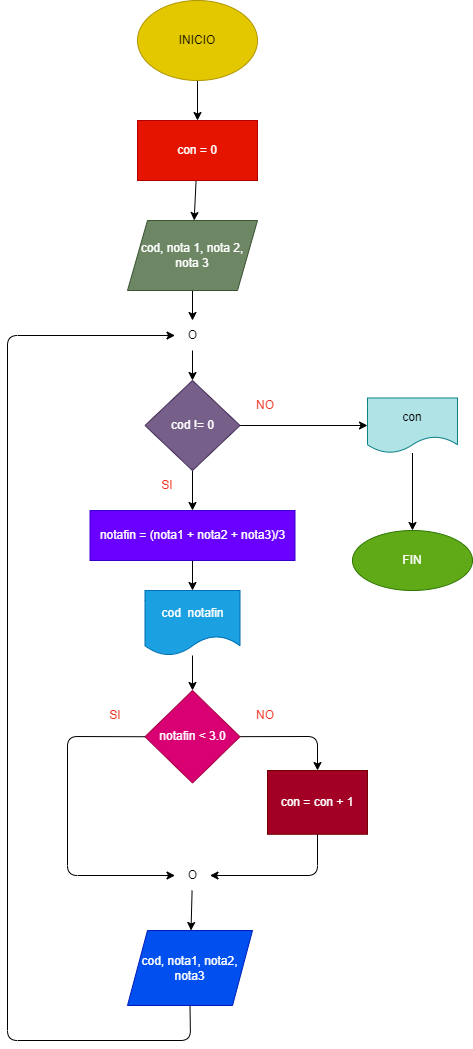 INICIO
con = 0
cod, nota 1, nota 2,
nota 3
O
cod != 0
NO
con
SI
notafin = (nota1 + nota2 + nota3)/3
FIN
cod  notafin
SI
NO
notafin < 3.0
con = con + 1
O
cod, nota1, nota2,
nota3